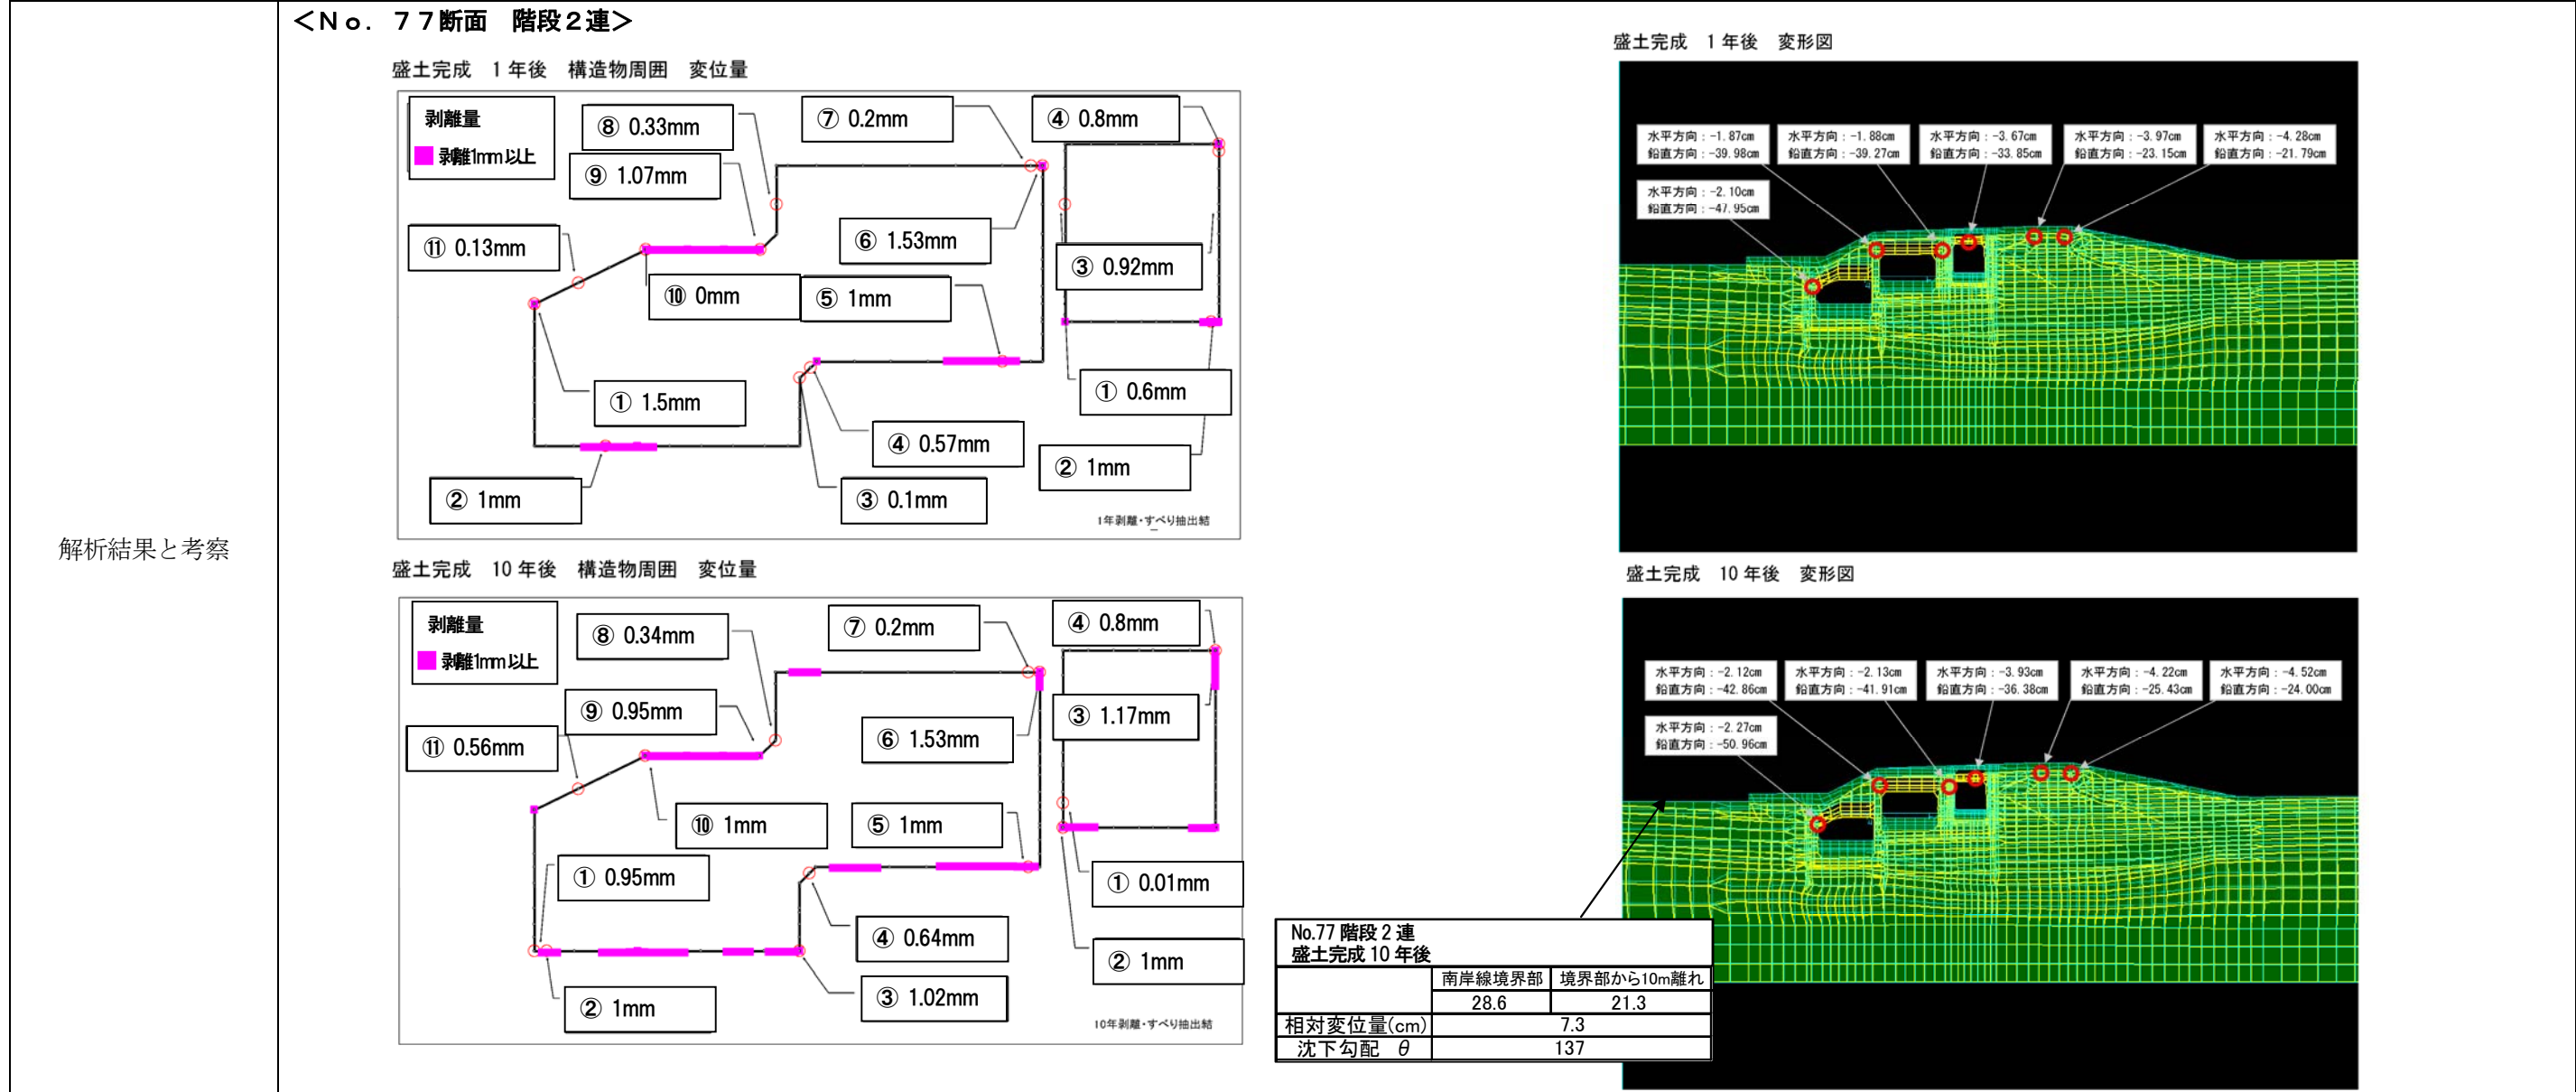 解析結果と考察
＜Ｎｏ．７７断面　階段２連＞
盛土完成　1 年後　構造物周囲　変位量
剥離量
剥離1mm以上
⑧ 0.33mm
⑦ 0.2mm
④ 0.8mm
⑨ 1.07mm
⑪ 0.13mm
⑥ 1.53mm
③ 0.92mm
⑩ 0mm
⑤ 1mm
① 1.5mm
① 0.6mm
④ 0.57mm
② 1mm
② 1mm
③ 0.1mm
1年剥離・すべり抽出結
盛土完成　10 年後　構造物周囲　変位量
剥離量
剥離1mm以上
⑧ 0.34mm
⑦ 0.2mm
④ 0.8mm
⑨ 0.95mm
⑪ 0.56mm
⑥ 1.53mm
③ 1.17mm
⑩ 1mm
⑤ 1mm
① 0.95mm
① 0.01mm
④ 0.64mm
② 1mm
③ 1.02mm
② 1mm
10年剥離・すべり抽出結
盛土完成　1 年後　変形図
水平方向：-1.87cm
鉛直方向：-39.98cm
水平方向：-1.88cm
鉛直方向：-39.27cm
水平方向：-3.67cm
鉛直方向：-33.85cm
水平方向：-3.97cm
鉛直方向：-23.15cm
水平方向：-4.28cm
鉛直方向：-21.79cm
水平方向：-2.10cm
鉛直方向：-47.95cm
盛土完成　10 年後　変形図
水平方向：-2.12cm
鉛直方向：-42.86cm
水平方向：-2.13cm
鉛直方向：-41.91cm
水平方向：-3.93cm
鉛直方向：-36.38cm
水平方向：-4.22cm
鉛直方向：-25.43cm
水平方向：-4.52cm
鉛直方向：-24.00cm
水平方向：-2.27cm
鉛直方向：-50.96cm
No.77 階段 2 連
盛土完成 10 年後
南岸線境界部　境界部から10m離れ
28.6　21.3
相対変位量(cm)　7.3
沈下勾配　θ　137